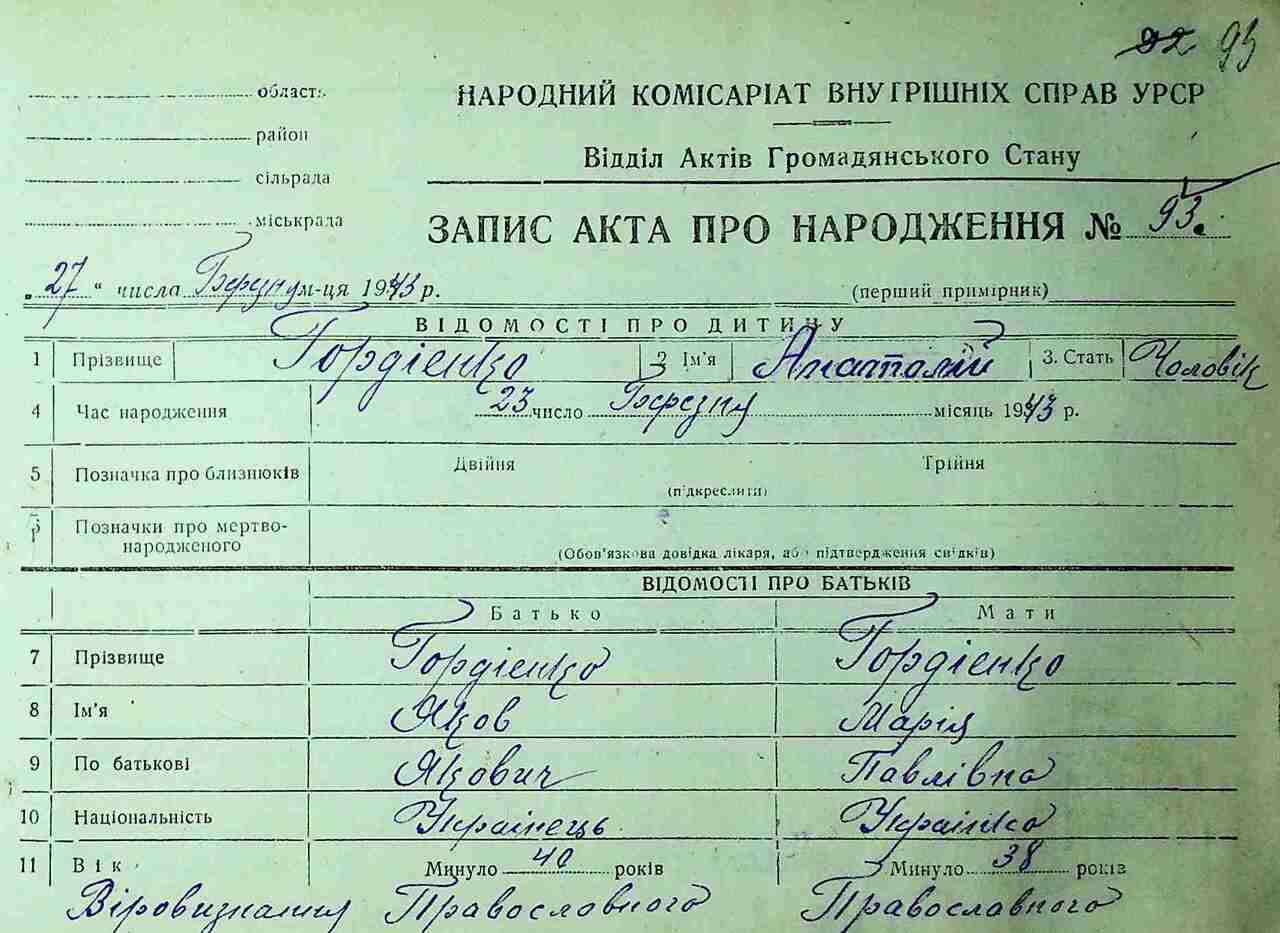 22 93
область
район
сільрада
міськрада
НАРОДНИЙ КОМІСАРІАТ ВНУТРІШНІХ СПРАВ УРСР
Відділ Актів Громадянського Стану
ЗАПИС АКТА ПРО НАРОДЖЕННЯ № 93.
„27“ числа Березня м-ця 1943 р. (перший примірник)
ВІДОМОСТІ ПРО ДИТИНУ
1 Прізвище Гордієнко 2 Ім'я Анатолій 3. Стать Чоловік
4 Час народження 23 число Березня місяць 1943 р.
5 Позначка про близнюків Двійня Трійня
(підкреслити)
6 Позначки про мертво-
народженого (Обов'язкова довідка лікаря, або підтвердження свідків)
ВІДОМОСТІ ПРО БАТЬКІВ
Батько Мати
7 Прізвище Гордієнко Гордієнко
8 Ім'я Яков Марія
9 По батькові Якович Павлівна
10 Національність Украінець Украінка
11 Вік Минуло 40 років Минуло 38 років
Віровизнання Православного Православного